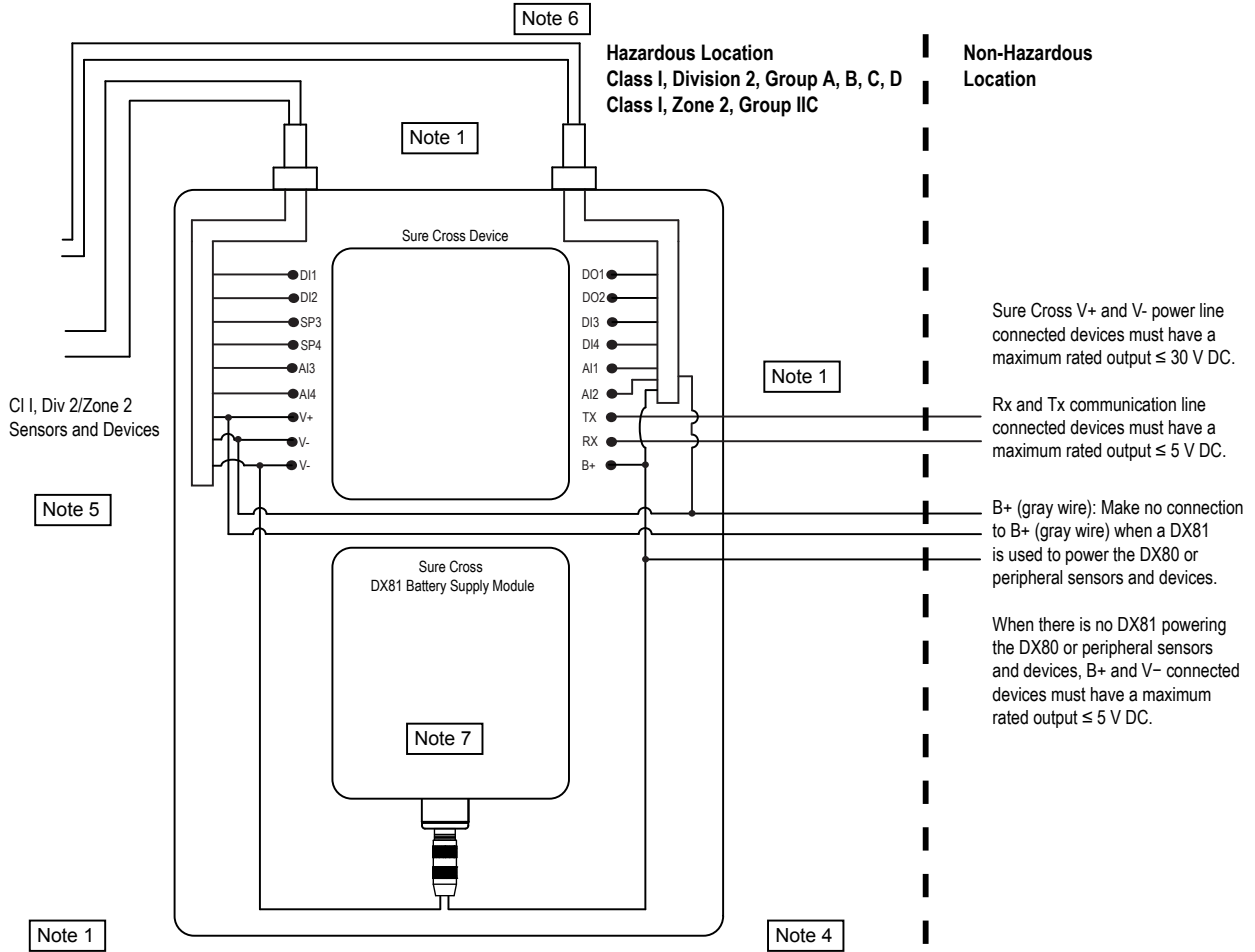 Note 6
Hazardous Location
Class I, Division 2, Group A, B, C, D
Class I, Zone 2, Group IIC
Non-Hazardous
Location
Note 1
Sure Cross Device
DI1
DI2
SP3
SP4
AI3
AI4
V+
V-
V-
DO1
DO2
DI3
DI4
AI1
AI2
TX
RX
B+
Cl I, Div 2/Zone 2
Sensors and Devices
Note 5
Note 1
Sure Cross V+ and V- power line
connected devices must have a
maximum rated output ≤ 30 V DC.
Rx and Tx communication line
connected devices must have a
maximum rated output ≤ 5 V DC.
B+ (gray wire): Make no connection
to B+ (gray wire) when a DX81
is used to power the DX80 or
peripheral sensors and devices.
When there is no DX81 powering
the DX80 or peripheral sensors
and devices, B+ and V− connected
devices must have a maximum
rated output ≤ 5 V DC.
Sure Cross
DX81 Battery Supply Module
Note 7
Note 1
Note 4